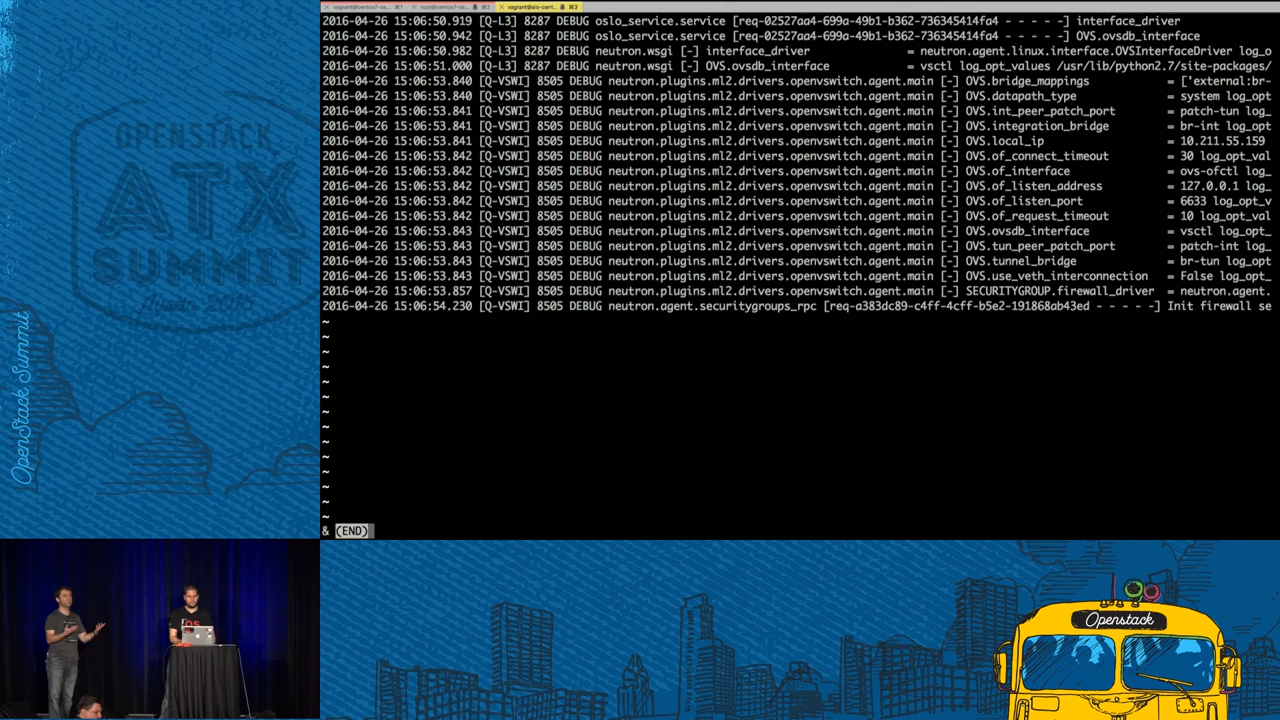 vagrant@centos7-os... ⌘1 root@centos7-os... ⌘2 vagrant@aio-cent... ⌘3
2016-04-26 15:06:50.919 [Q-L3] 8287 DEBUG oslo_service.service [req-02527aa4-699a-49b1-b362-736345414fa4 - - - - -] interface_driver
2016-04-26 15:06:50.942 [Q-L3] 8287 DEBUG oslo_service.service [req-02527aa4-699a-49b1-b362-736345414fa4 - - - - -] OVS.ovsdb_interface
2016-04-26 15:06:50.982 [Q-L3] 8287 DEBUG neutron.wsgi [-] interface_driver = neutron.agent.linux.interface.OVSInterfaceDriver log_o
2016-04-26 15:06:51.000 [Q-L3] 8287 DEBUG neutron.wsgi [-] OVS.ovsdb_interface = vsctl log_opt_values /usr/lib/python2.7/site-packages/
2016-04-26 15:06:53.840 [Q-VSWI] 8505 DEBUG neutron.plugins.ml2.drivers.openvswitch.agent.main [-] OVS.bridge_mappings = ['external:br-
2016-04-26 15:06:53.840 [Q-VSWI] 8505 DEBUG neutron.plugins.ml2.drivers.openvswitch.agent.main [-] OVS.datapath_type = system log_opt_
2016-04-26 15:06:53.841 [Q-VSWI] 8505 DEBUG neutron.plugins.ml2.drivers.openvswitch.agent.main [-] OVS.int_peer_patch_port = patch-tun log_
2016-04-26 15:06:53.841 [Q-VSWI] 8505 DEBUG neutron.plugins.ml2.drivers.openvswitch.agent.main [-] OVS.integration_bridge = br-int log_opt
2016-04-26 15:06:53.841 [Q-VSWI] 8505 DEBUG neutron.plugins.ml2.drivers.openvswitch.agent.main [-] OVS.local_ip = 10.211.55.159
2016-04-26 15:06:53.842 [Q-VSWI] 8505 DEBUG neutron.plugins.ml2.drivers.openvswitch.agent.main [-] OVS.of_connect_timeout = 30 log_opt_val
2016-04-26 15:06:53.842 [Q-VSWI] 8505 DEBUG neutron.plugins.ml2.drivers.openvswitch.agent.main [-] OVS.of_interface = ovs-ofctl log_
2016-04-26 15:06:53.842 [Q-VSWI] 8505 DEBUG neutron.plugins.ml2.drivers.openvswitch.agent.main [-] OVS.of_listen_address = 127.0.0.1 log_
2016-04-26 15:06:53.842 [Q-VSWI] 8505 DEBUG neutron.plugins.ml2.drivers.openvswitch.agent.main [-] OVS.of_listen_port = 6633 log_opt_v
2016-04-26 15:06:53.842 [Q-VSWI] 8505 DEBUG neutron.plugins.ml2.drivers.openvswitch.agent.main [-] OVS.of_request_timeout = 10 log_opt_val
2016-04-26 15:06:53.843 [Q-VSWI] 8505 DEBUG neutron.plugins.ml2.drivers.openvswitch.agent.main [-] OVS.ovsdb_interface = vsctl log_opt_
2016-04-26 15:06:53.843 [Q-VSWI] 8505 DEBUG neutron.plugins.ml2.drivers.openvswitch.agent.main [-] OVS.tun_peer_patch_port = patch-int log_
2016-04-26 15:06:53.843 [Q-VSWI] 8505 DEBUG neutron.plugins.ml2.drivers.openvswitch.agent.main [-] OVS.tunnel_bridge = br-tun log_opt
2016-04-26 15:06:53.843 [Q-VSWI] 8505 DEBUG neutron.plugins.ml2.drivers.openvswitch.agent.main [-] OVS.use_veth_interconnection = False log_opt_
2016-04-26 15:06:53.857 [Q-VSWI] 8505 DEBUG neutron.plugins.ml2.drivers.openvswitch.agent.main [-] SECURITYGROUP.firewall_driver = neutron.agent.
2016-04-26 15:06:54.230 [Q-VSWI] 8505 DEBUG neutron.agent.securitygroups_rpc [req-a383dc89-c4ff-4cff-b5e2-191868ab43ed - - - - -] Init firewall se
~
~
~
~
~
~
~
~
~
~
~
~
~
~
& (END)
OPENSTACK
ATX
SUMMIT
OpenStack Summit
Openstack